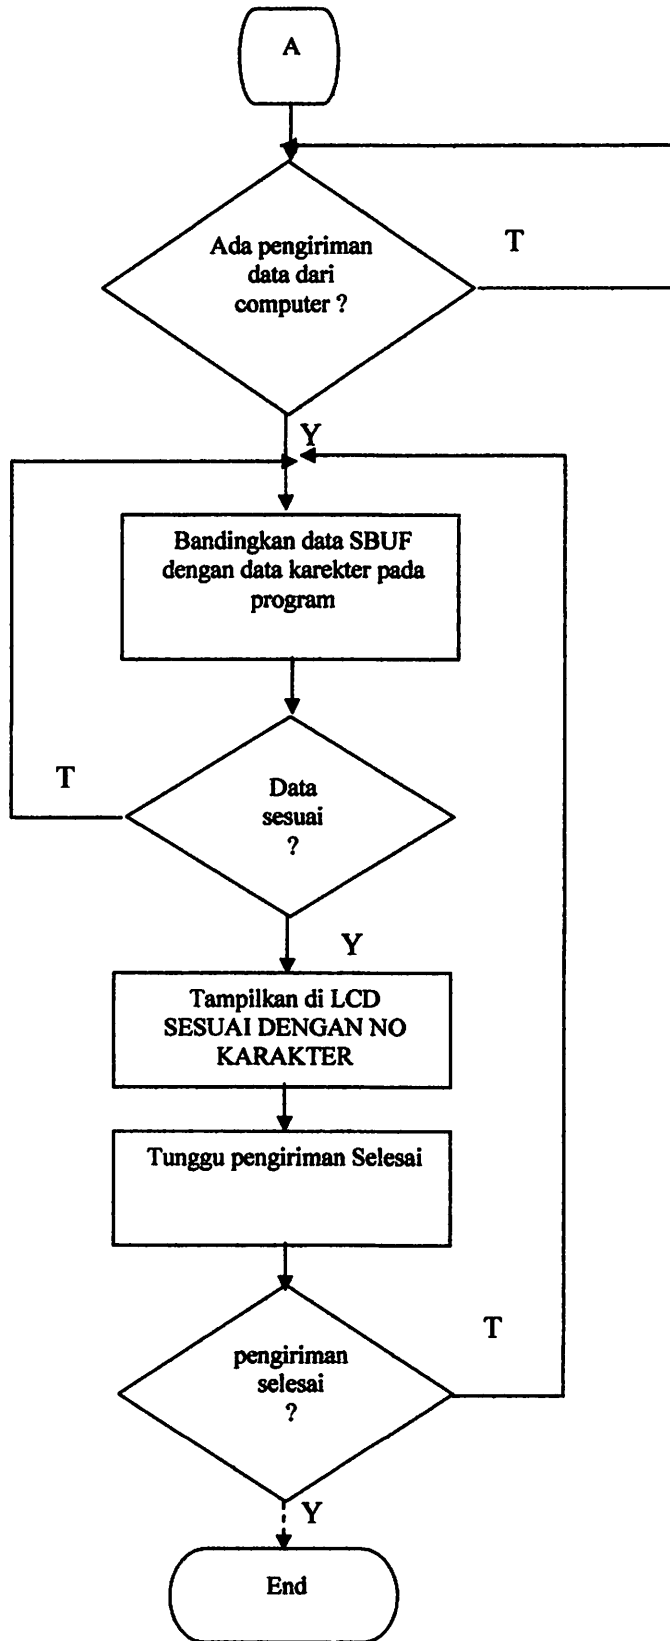 A
Ada pengiriman
data dari
computer ?
T
Y
Bandingkan data SBUF
dengan data karekter pada
program
T
Data
sesuai
?
Y
Tampilkan di LCD
SESUAI DENGAN NO
KARAKTER
Tunggu pengiriman Selesai
T
pengiriman
selesai
?
Y
End